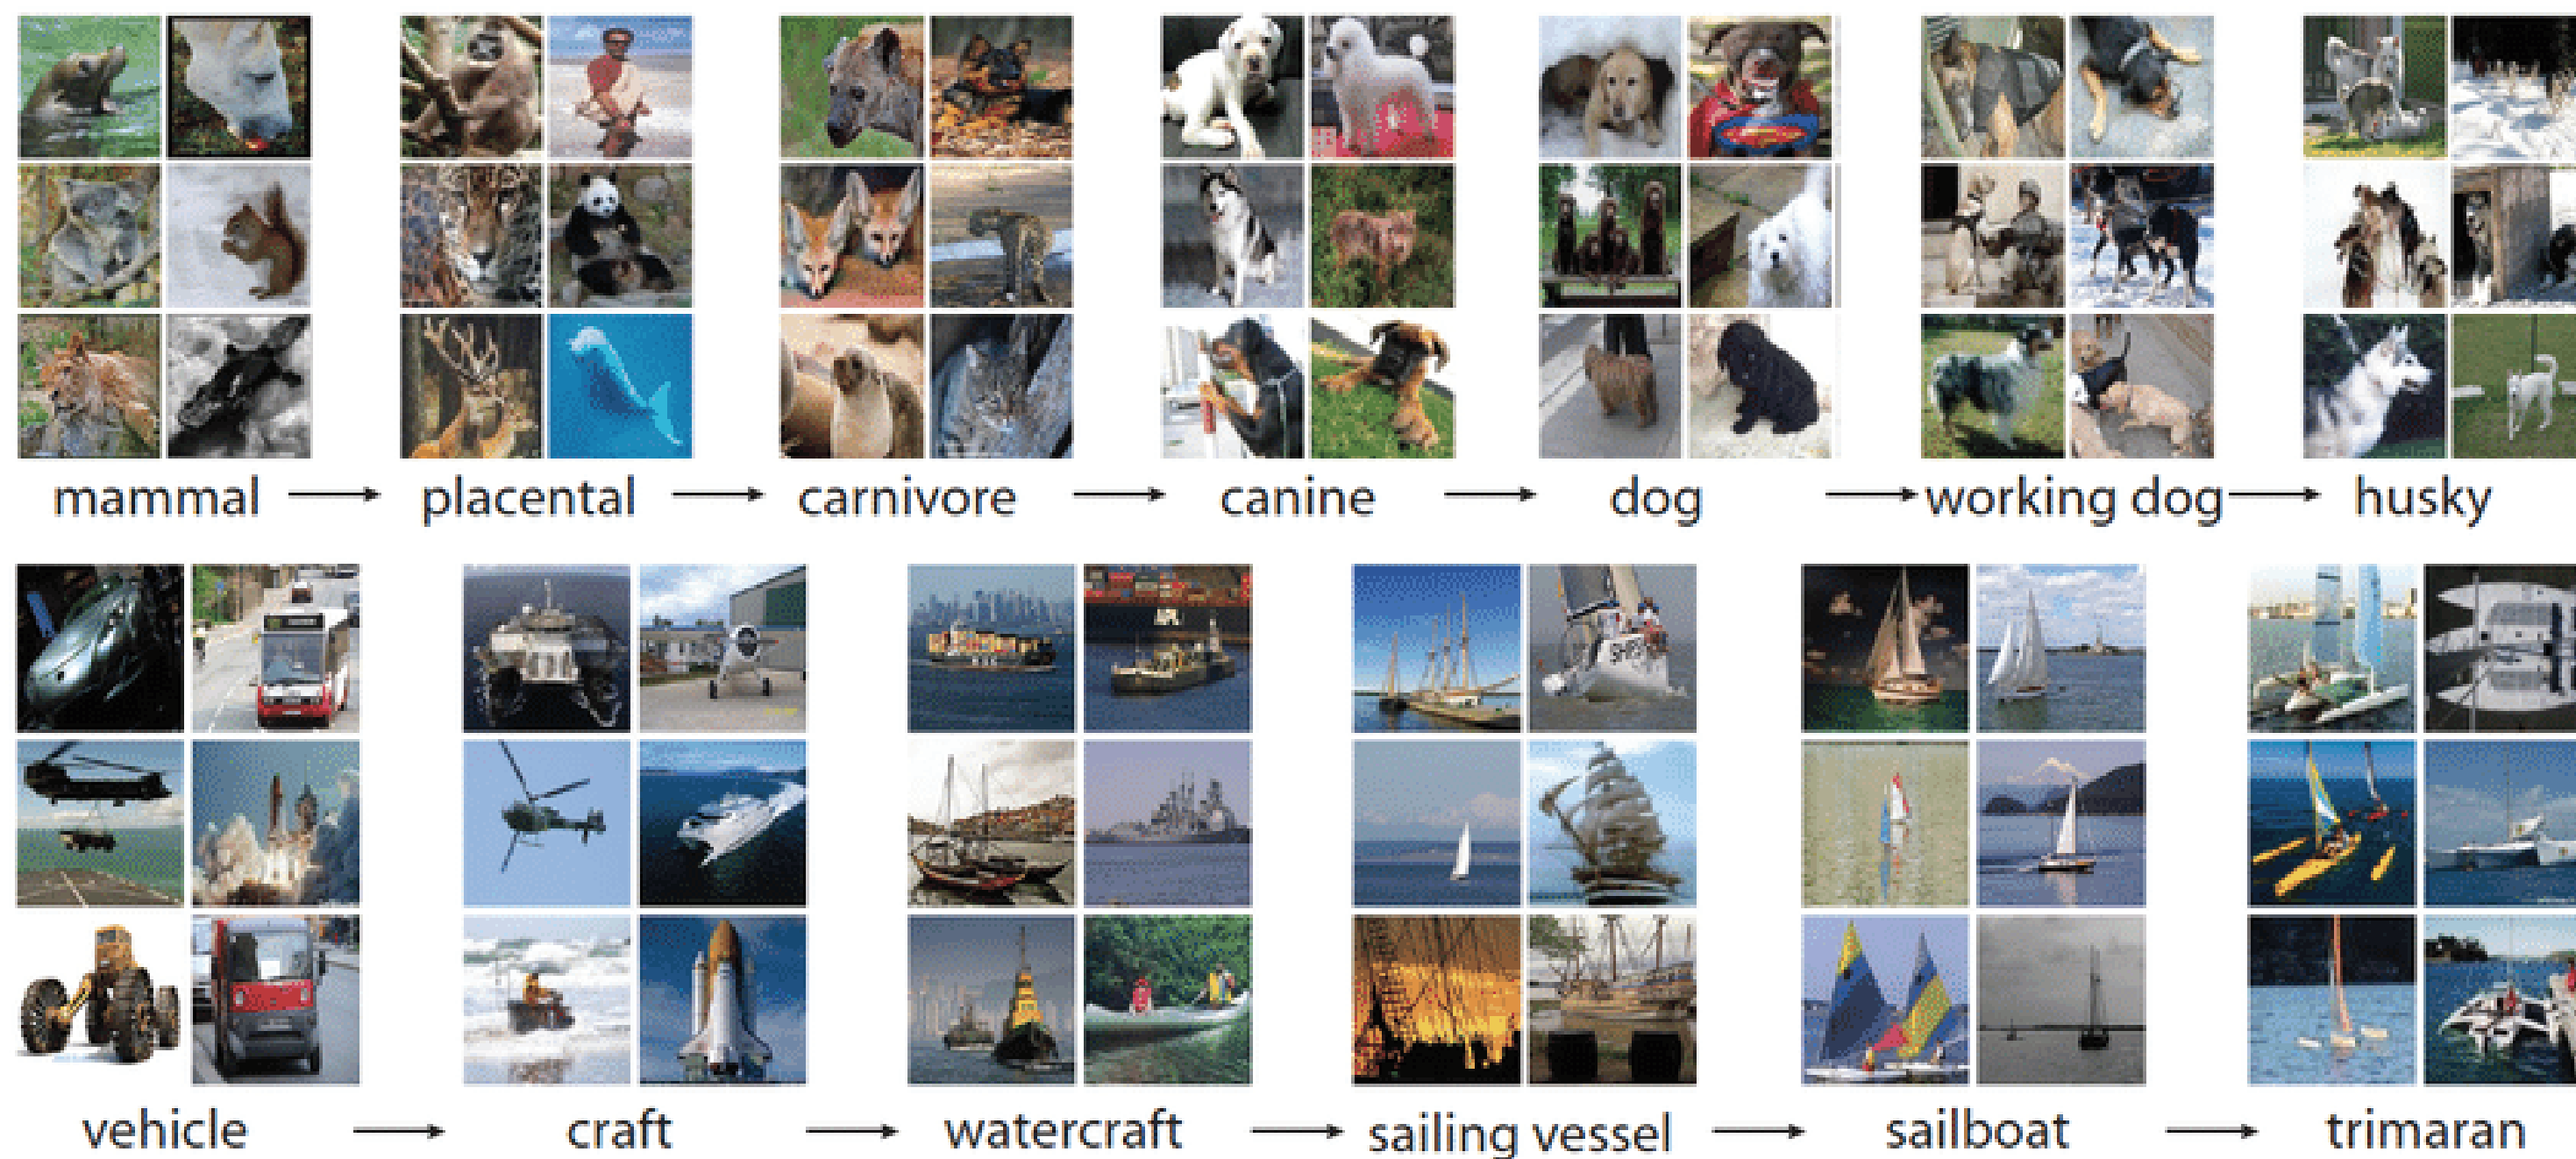 mammal → placental → carnivore → canine → dog → working dog → husky
vehicle → craft → watercraft → sailing vessel → sailboat → trimaran